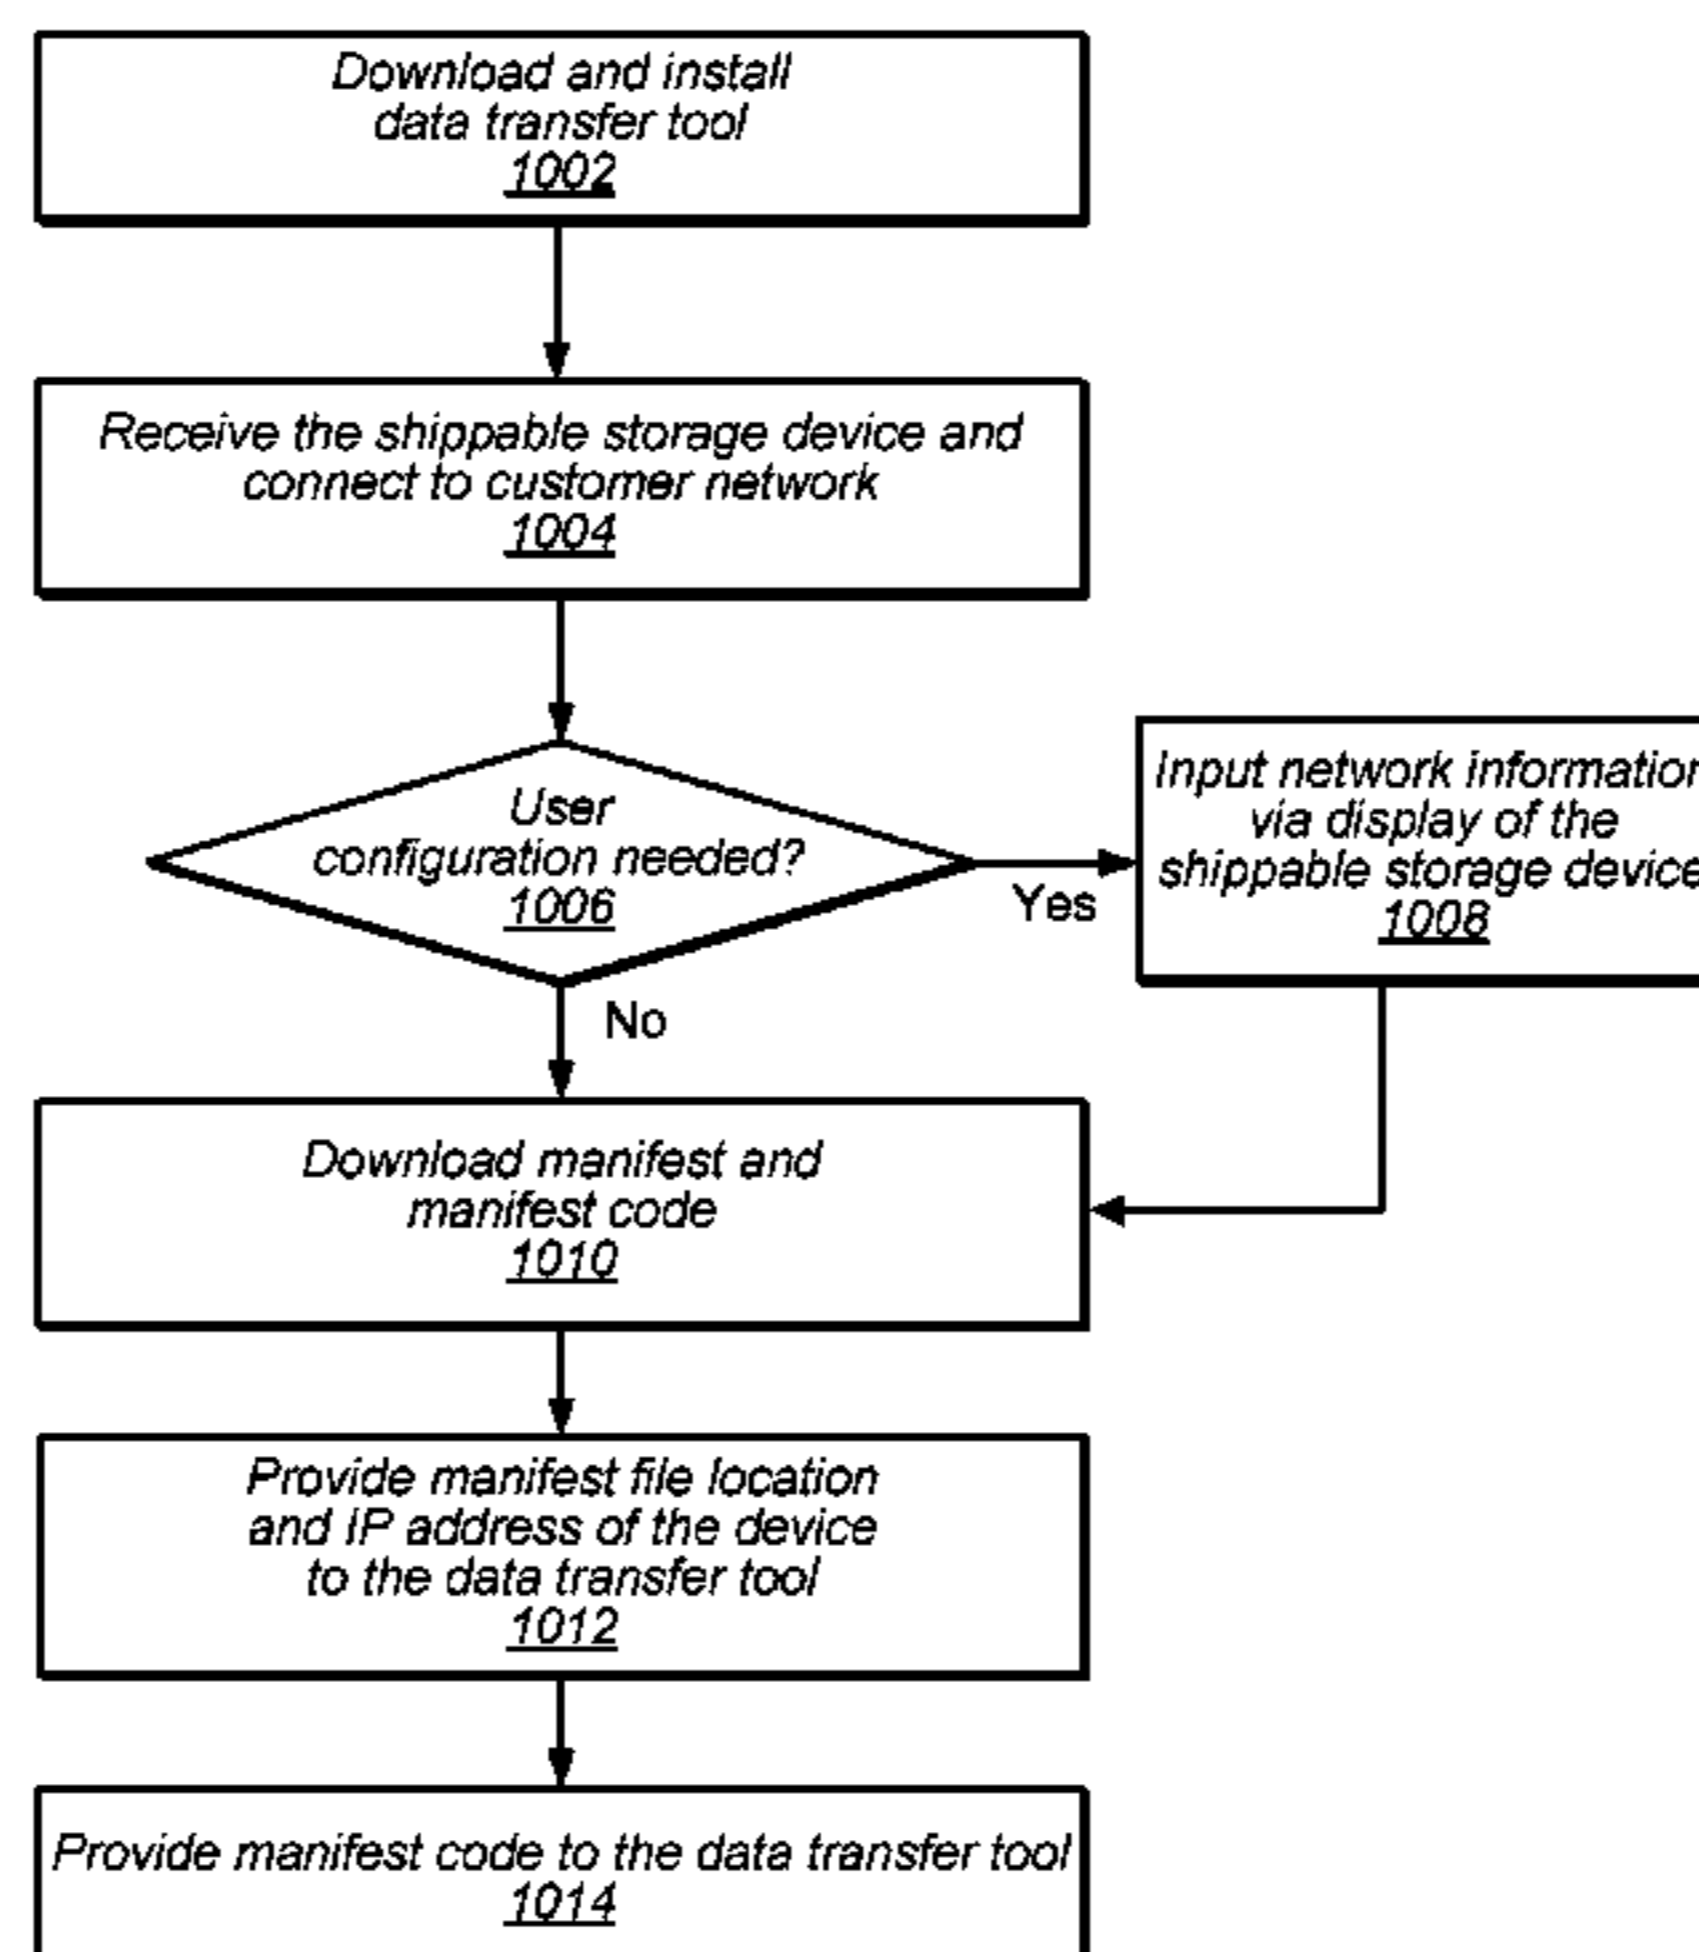 Download and install
data transfer tool
1002
Receive the shippable storage device and
connect to customer network
1004
User
configuration needed?
1006
Yes
Input network information
via display of the
shippable storage device
1008
No
Download manifest and
manifest code
1010
Provide manifest file location
and IP address of the device
to the data transfer tool
1012
Provide manifest code to the data transfer tool
1014